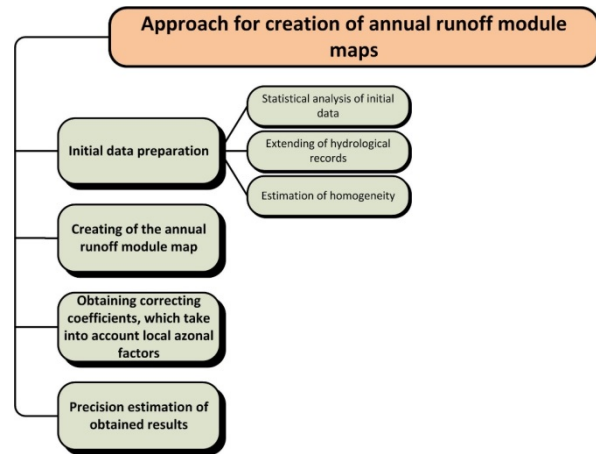 Approach for creation of annual runoff module
maps
Statistical analysis of initial
data
Initial data preparation
Extending of hydrological
records
Estimation of homogeneity
Creating of the annual
runoff module map
Obtaining correcting
coefficients, which take
into account local azonal
factors
Precision estimation of
obtained results